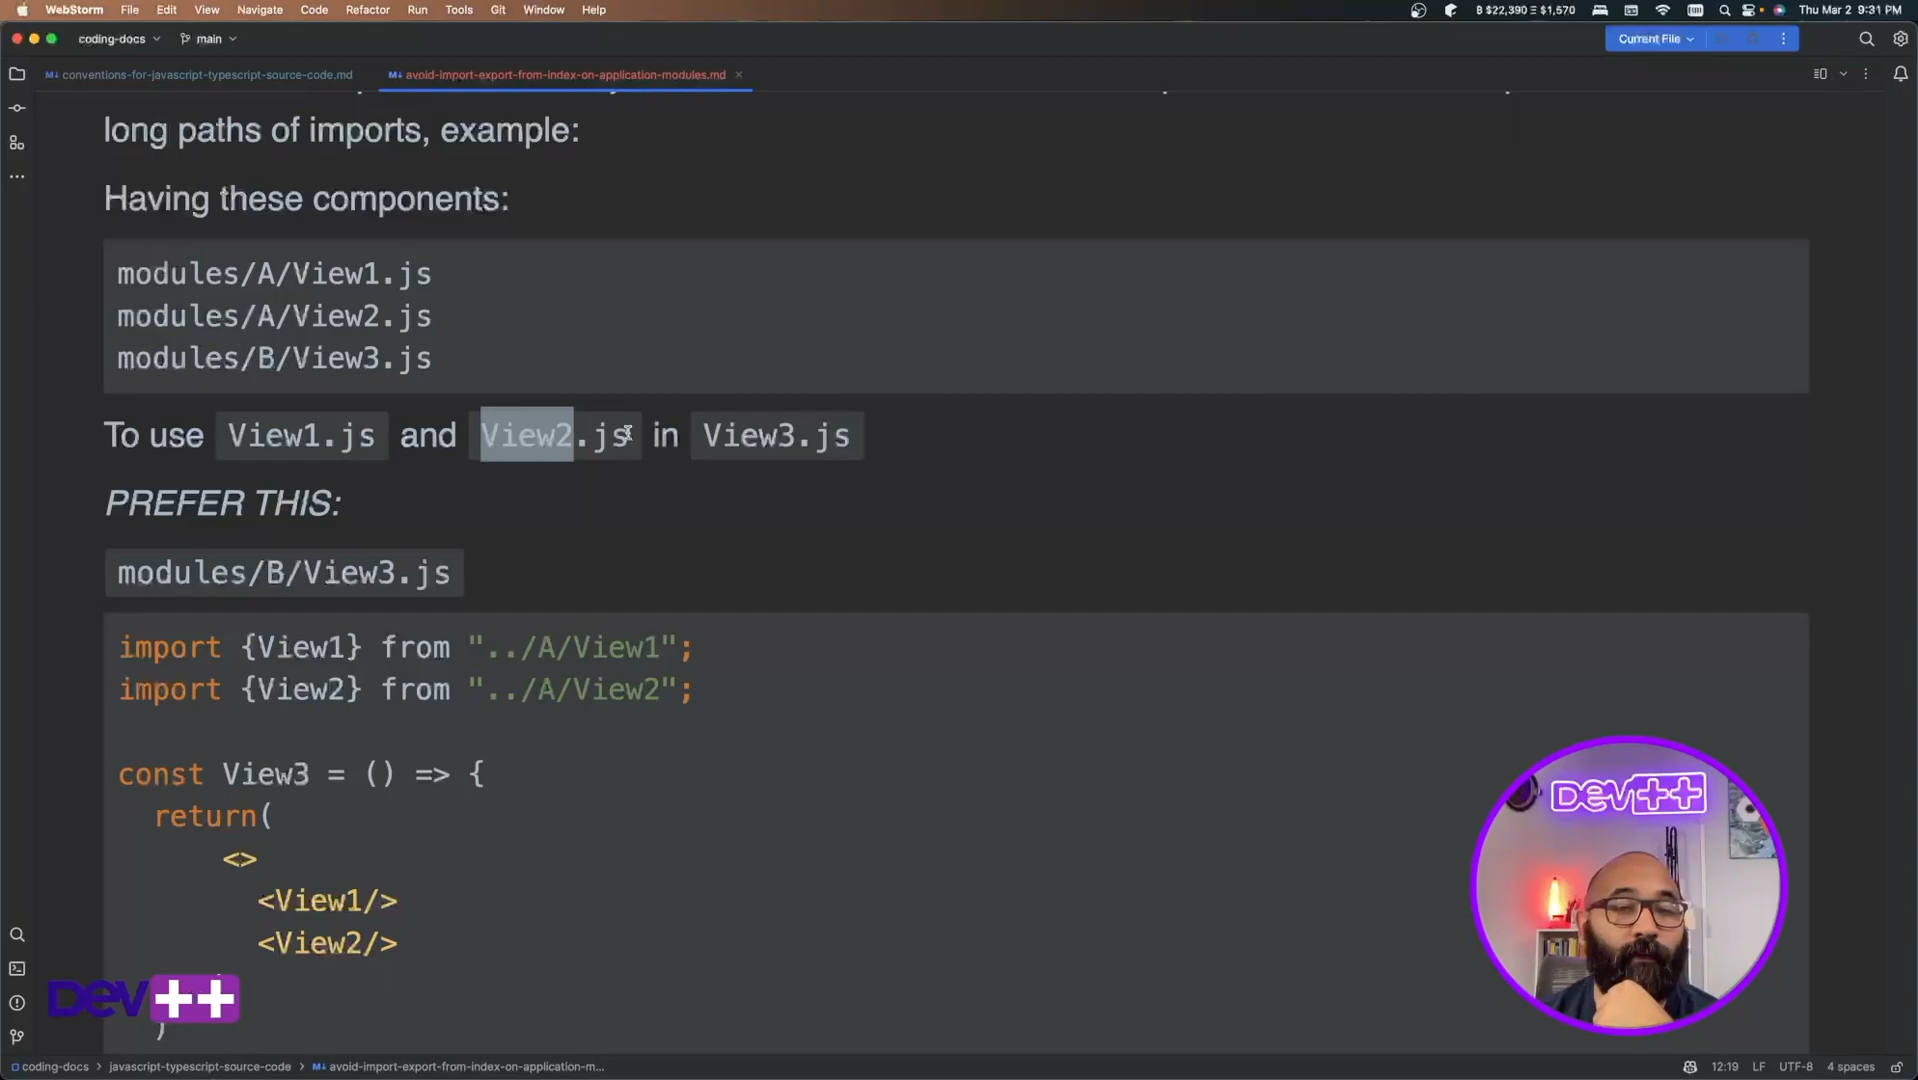 WebStorm File Edit View Navigate Code Refactor Run Tools Git Window Help
₿ $22,390 Ξ $1,570 Thu Mar 2 9:31 PM
coding-docs main Current File
conventions-for-javascript-typescript-source-code.md avoid-import-export-from-index-on-application-modules.md
long paths of imports, example:
Having these components:
modules/A/View1.js
modules/A/View2.js
modules/B/View3.js
To use View1.js and View2.js in View3.js
PREFER THIS:
modules/B/View3.js
import {View1} from "../A/View1";
import {View2} from "../A/View2";
const View3 = () => {
return(
<>
<View1/>
<View2/>
)
Dev++
Dev++
coding-docs > javascript-typescript-source-code > avoid-import-export-from-index-on-application-m... 12:19 LF UTF-8 4 spaces